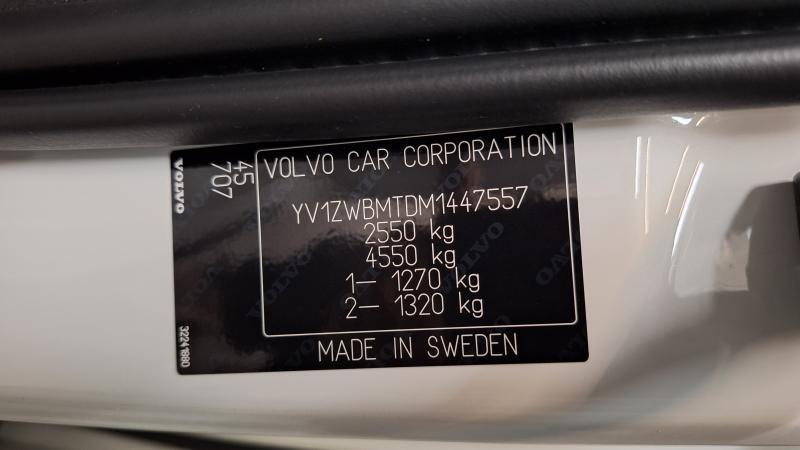 VOLVO
45
707
VOLVO CAR CORPORATION
YV1ZWBMTDM1447557
2550 kg
4550 kg
1– 1270 kg
2– 1320 kg
32241980
MADE IN SWEDEN